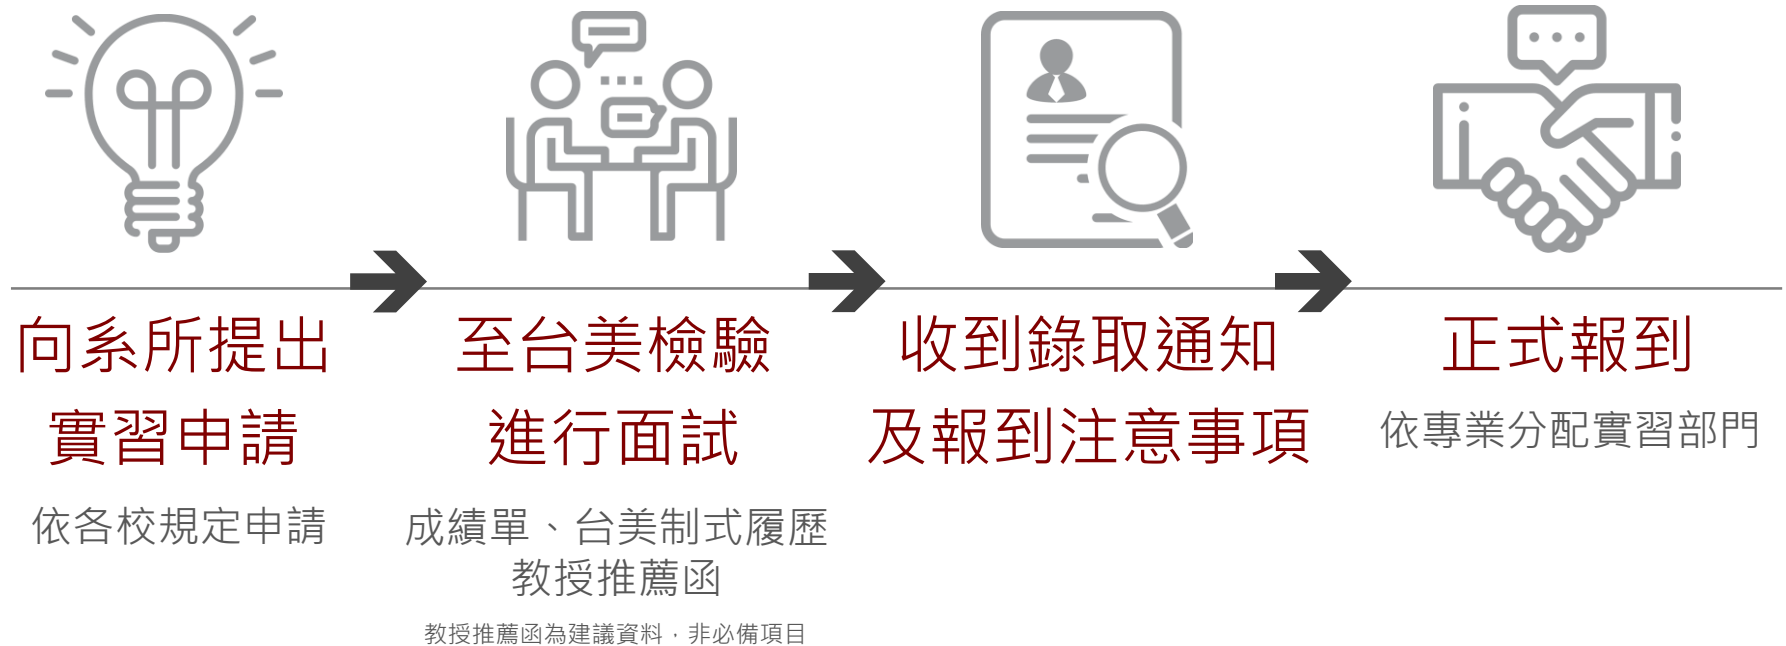 向系所提出
實習申請
依各校規定申請
至台美檢驗
進行面試
成績單、台美制式履歷
教授推薦函
教授推薦函為建議資料，非必備項目
收到錄取通知
及報到注意事項
正式報到
依專業分配實習部門